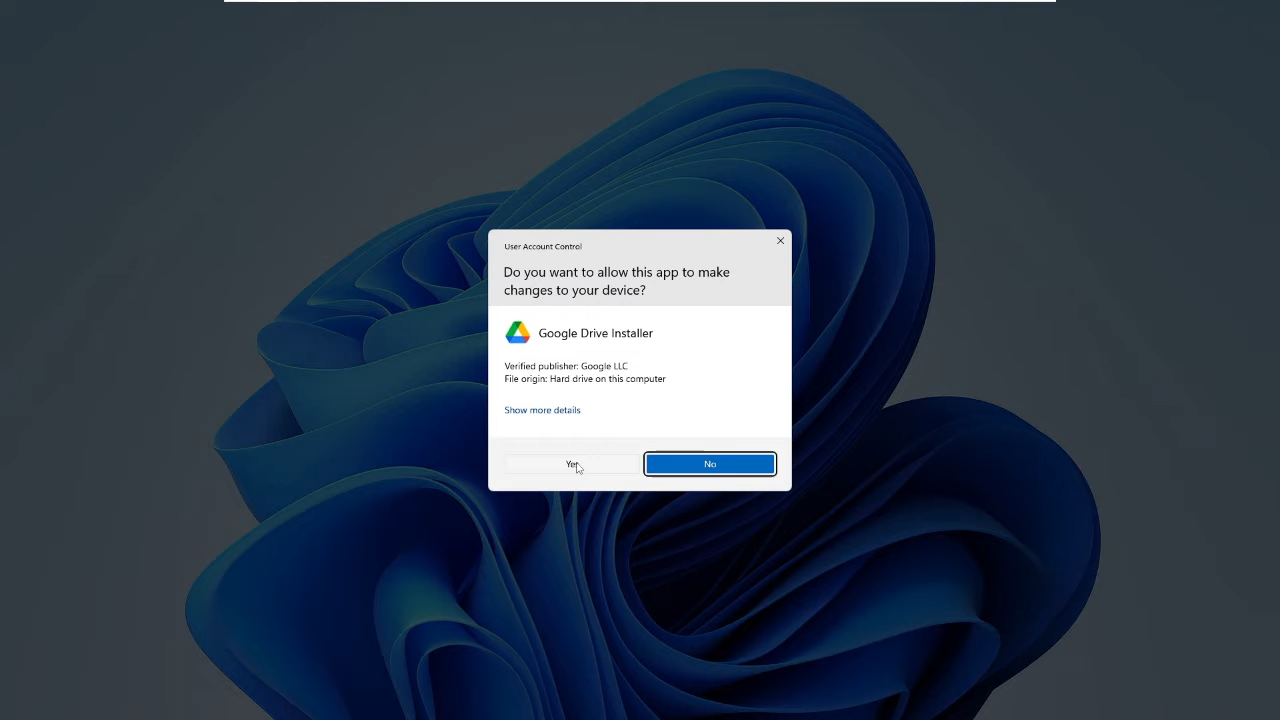 User Account Control
Do you want to allow this app to make
changes to your device?
Google Drive Installer
Verified publisher: Google LLC
File origin: Hard drive on this computer
Show more details
Yes
No